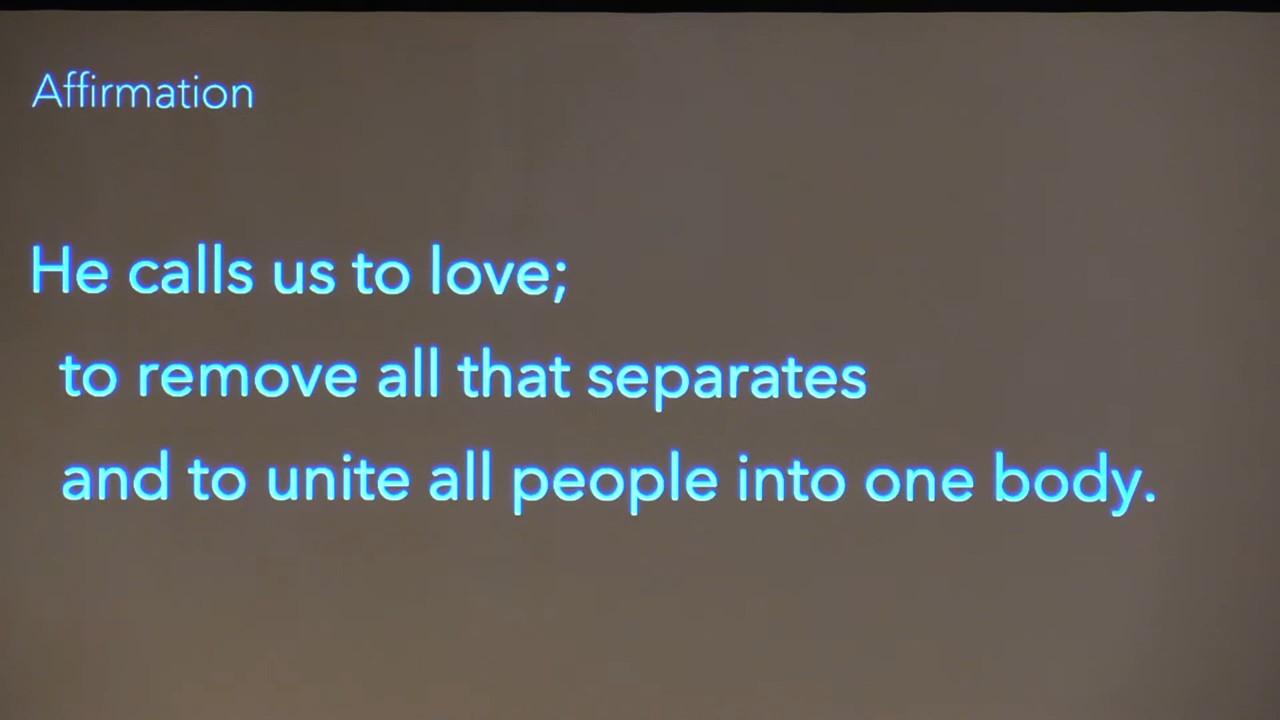 Affirmation
He calls us to love;
to remove all that separates
and to unite all people into one body.